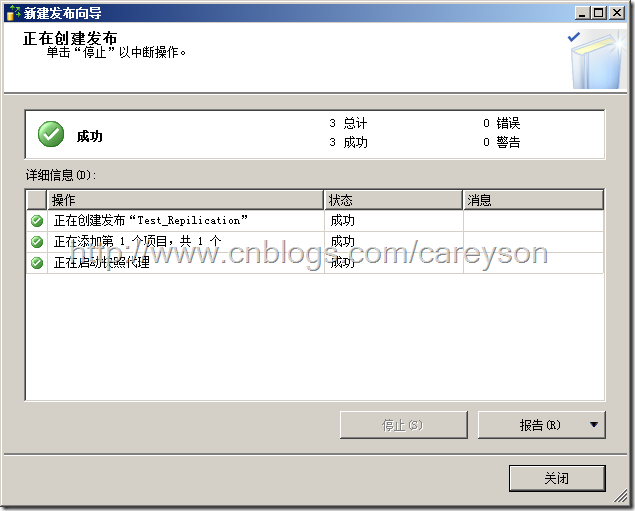 新建发布向导
正在创建发布
单击“停止”以中断操作。
成功
3 总计
0 错误
3 成功
0 警告
详细信息(D):
操作 状态 消息
正在创建发布“Test_Repilication” 成功
正在添加第 1 个项目，共 1 个 成功
正在启动快照代理 成功
http://www.cnblogs.com/careyson
停止(S)
报告(R)
关闭